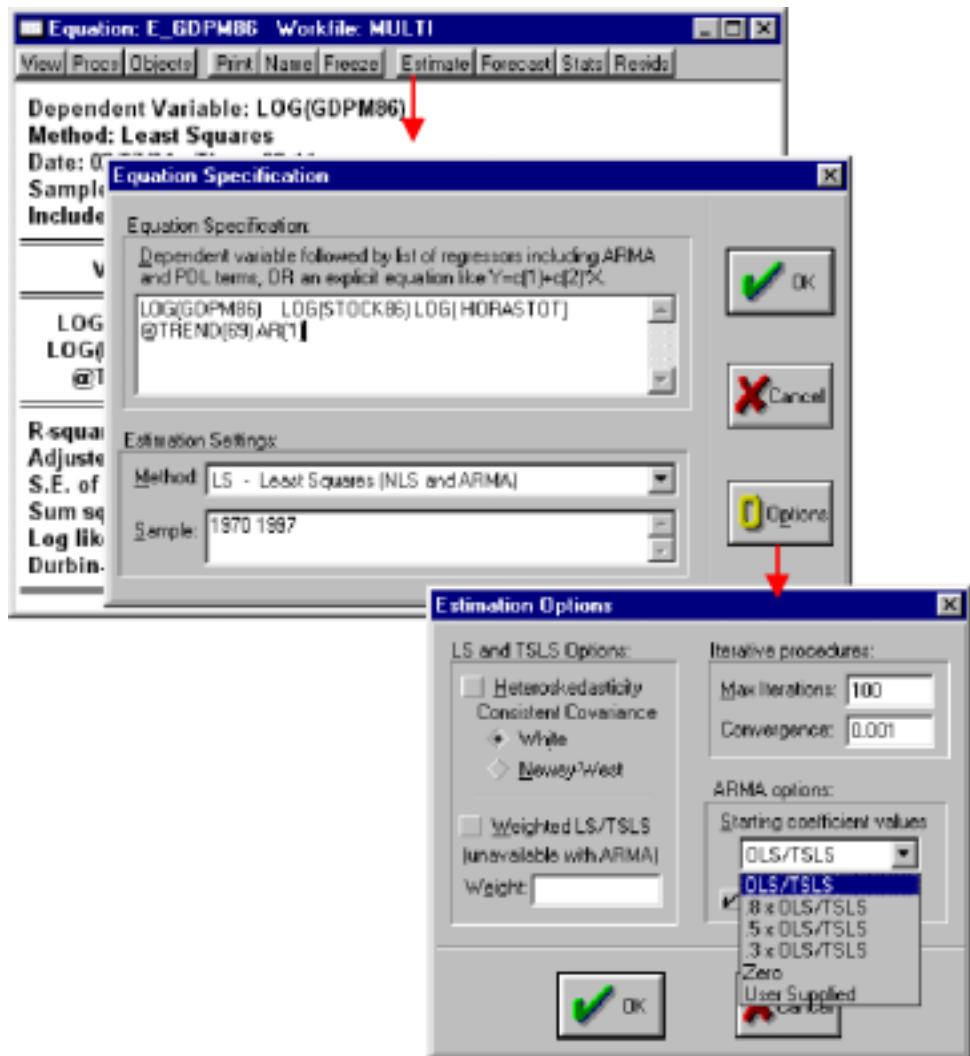 Equation: E_GDPM86 Workfile: MULTI
View Procs Objects Print Name Freeze Estimate Forecast Stats Resids
Dependent Variable: LOG(GDPM86)
Method: Least Squares
Date: 0
Sample
Include
V
LOG
LOG(
@T
R-squar
Adjuste
S.E. of
Sum sq
Log lik
Durbin-
Equation Specification
Equation Specification:
Dependent variable followed by list of regressors including ARMA
and PDL terms, OR an explicit equation like Y=c(1)+c(2)*X.
LOG(GDPM86) LOG(STOCK86) LOG(HORASTOT)
@TREND(69) AR(1)
OK
Cancel
Options
Estimation Settings:
Method: LS - Least Squares (NLS and ARMA)
Sample: 1970 1997
Estimation Options
LS and TSLS Options:
Heteroskedasticity
Consistent Covariance
White
Newey-West
Weighted LS/TSLS
(unavailable with ARMA)
Weight:
Iterative procedures:
Max Iterations: 100
Convergence: 0.001
ARMA options:
Starting coefficient values
OLS/TSLS
OLS/TSLS
.8 x OLS/TSLS
.5 x OLS/TSLS
.3 x OLS/TSLS
Zero
User Supplied
OK
Cancel